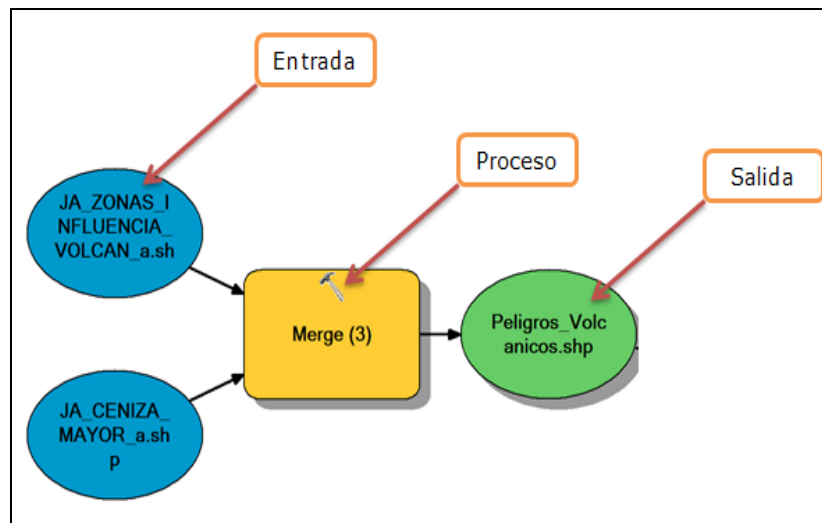 Entrada
Proceso
Salida
JA_ZONAS_I
NFLUENCIA_
VOLCAN_a.sh
Merge (3)
Peligros_Volc
anicos.shp
JA_CENIZA_
MAYOR_a.sh
p